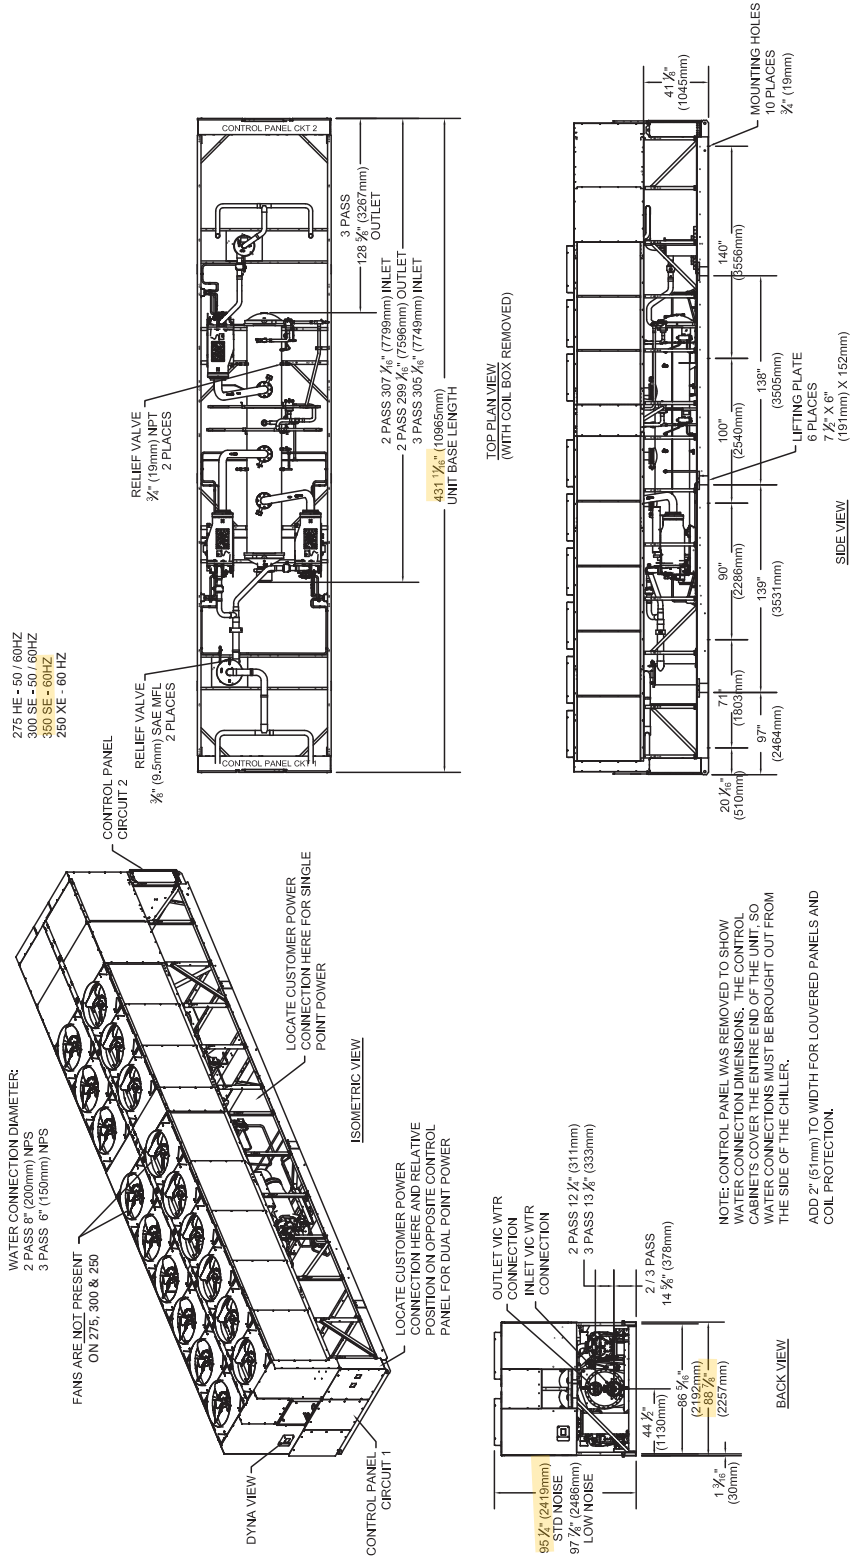 275 HE - 50 / 60HZ
300 SE - 50 / 60HZ
350 SE - 60HZ
250 XE - 60 HZ
WATER CONNECTION DIAMETER:
2 PASS 8" (200mm) NPS
3 PASS 6" (150mm) NPS
FANS ARE NOT PRESENT
ON 275, 300 & 250
CONTROL PANEL
CIRCUIT 2
DYNA VIEW
CONTROL PANEL
CIRCUIT 1
LOCATE CUSTOMER POWER
CONNECTION HERE AND RELATIVE
POSITION ON OPPOSITE CONTROL
PANEL FOR DUAL POINT POWER
LOCATE CUSTOMER POWER
CONNECTION HERE FOR SINGLE
POINT POWER
ISOMETRIC VIEW
RELIEF VALVE
⅜" (9.5mm) SAE MFL
2 PLACES
RELIEF VALVE
¾" (19mm) NPT
2 PLACES
CONTROL PANEL CKT 1
CONTROL PANEL CKT 2
3 PASS
128 ⅝" (3267mm)
OUTLET
2 PASS 307 1⁄16" (7799mm) INLET
2 PASS 299 1⁄16" (7596mm) OUTLET
3 PASS 305 1⁄16" (7749mm) INLET
431 11⁄16" (10965mm)
UNIT BASE LENGTH
TOP PLAN VIEW
(WITH COIL BOX REMOVED)
OUTLET VIC WTR
CONNECTION
INLET VIC WTR
CONNECTION
2 PASS 12 ¼" (311mm)
3 PASS 13 ⅛" (333mm)
2 / 3 PASS
14 ⅞" (378mm)
95 ¼" (2419mm)
STD NOISE
97 ⅞" (2486mm)
LOW NOISE
44 ½"
(1130mm)
86 5⁄16"
(2192mm)
88 ⅞"
(2257mm)
1 3⁄16"
(30mm)
BACK VIEW
NOTE: CONTROL PANEL WAS REMOVED TO SHOW
WATER CONNECTION DIMENSIONS. THE CONTROL
CABINETS COVER THE ENTIRE END OF THE UNIT, SO
WATER CONNECTIONS MUST BE BROUGHT OUT FROM
THE SIDE OF THE CHILLER.
ADD 2" (51mm) TO WIDTH FOR LOUVERED PANELS AND
COIL PROTECTION.
41 ⅛"
(1045mm)
MOUNTING HOLES
10 PLACES
¾" (19mm)
20 1⁄16"
(510mm)
71"
(1803mm)
90"
(2286mm)
100"
(2540mm)
140"
(3556mm)
97"
(2464mm)
139"
(3531mm)
138"
(3505mm)
LIFTING PLATE
6 PLACES
7 ½" X 6"
(191mm) X 152mm)
SIDE VIEW